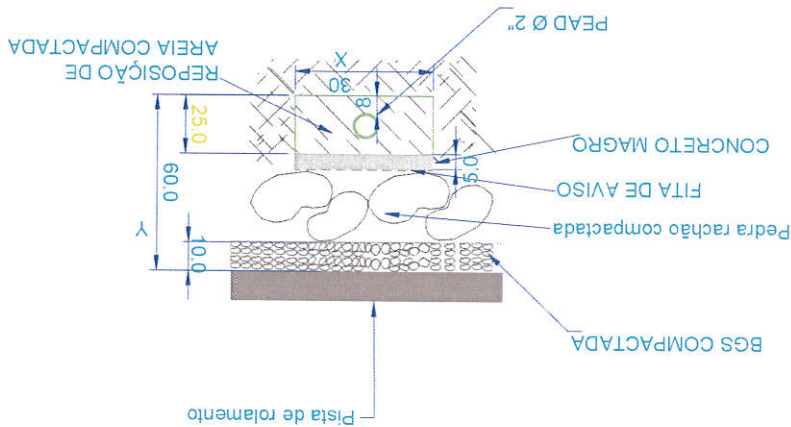 Pista de rolamento
BGS COMPACTADA
10.0
Pedra rachão compactada
Y
60.0
FITA DE AVISO
5.0
CONCRETO MAGRO
25.0
8
30
X
REPOSIÇÃO DE
AREIA COMPACTADA
PEAD Ø 2"